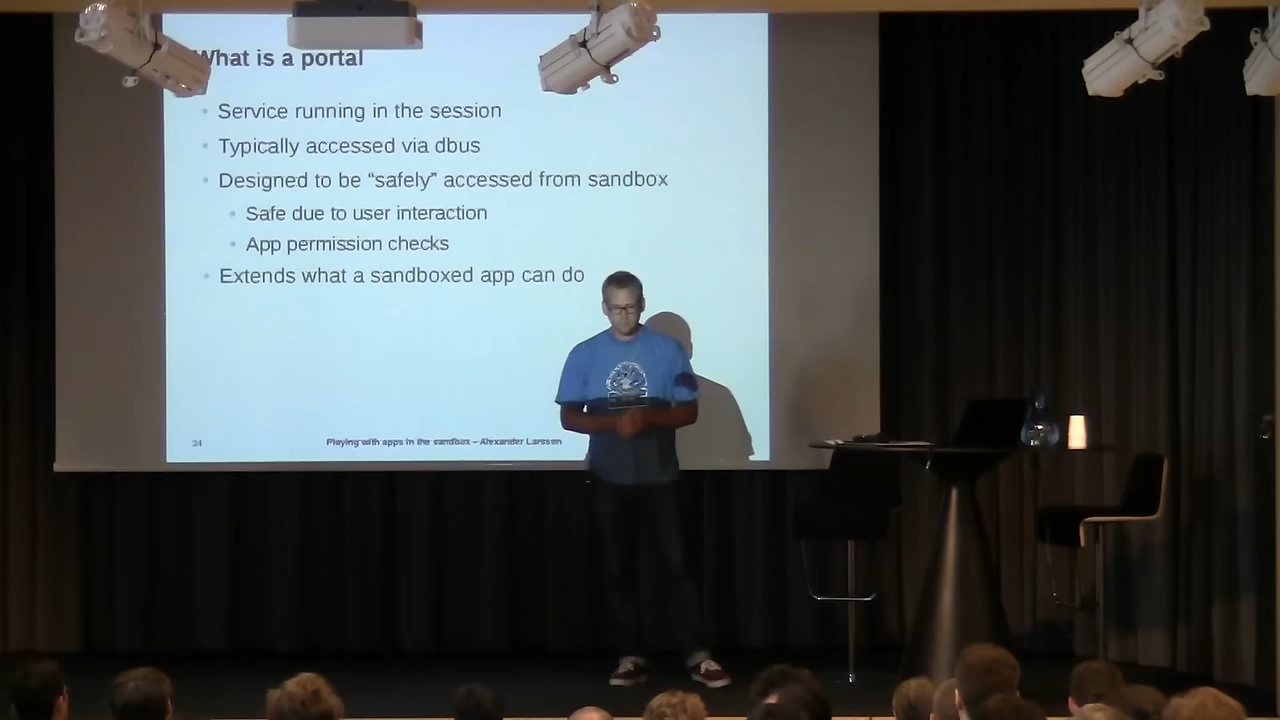 What is a portal
Service running in the session
Typically accessed via dbus
Designed to be “safely” accessed from sandbox
Safe due to user interaction
App permission checks
Extends what a sandboxed app can do
24
Playing with apps in the sandbox – Alexander Larsson